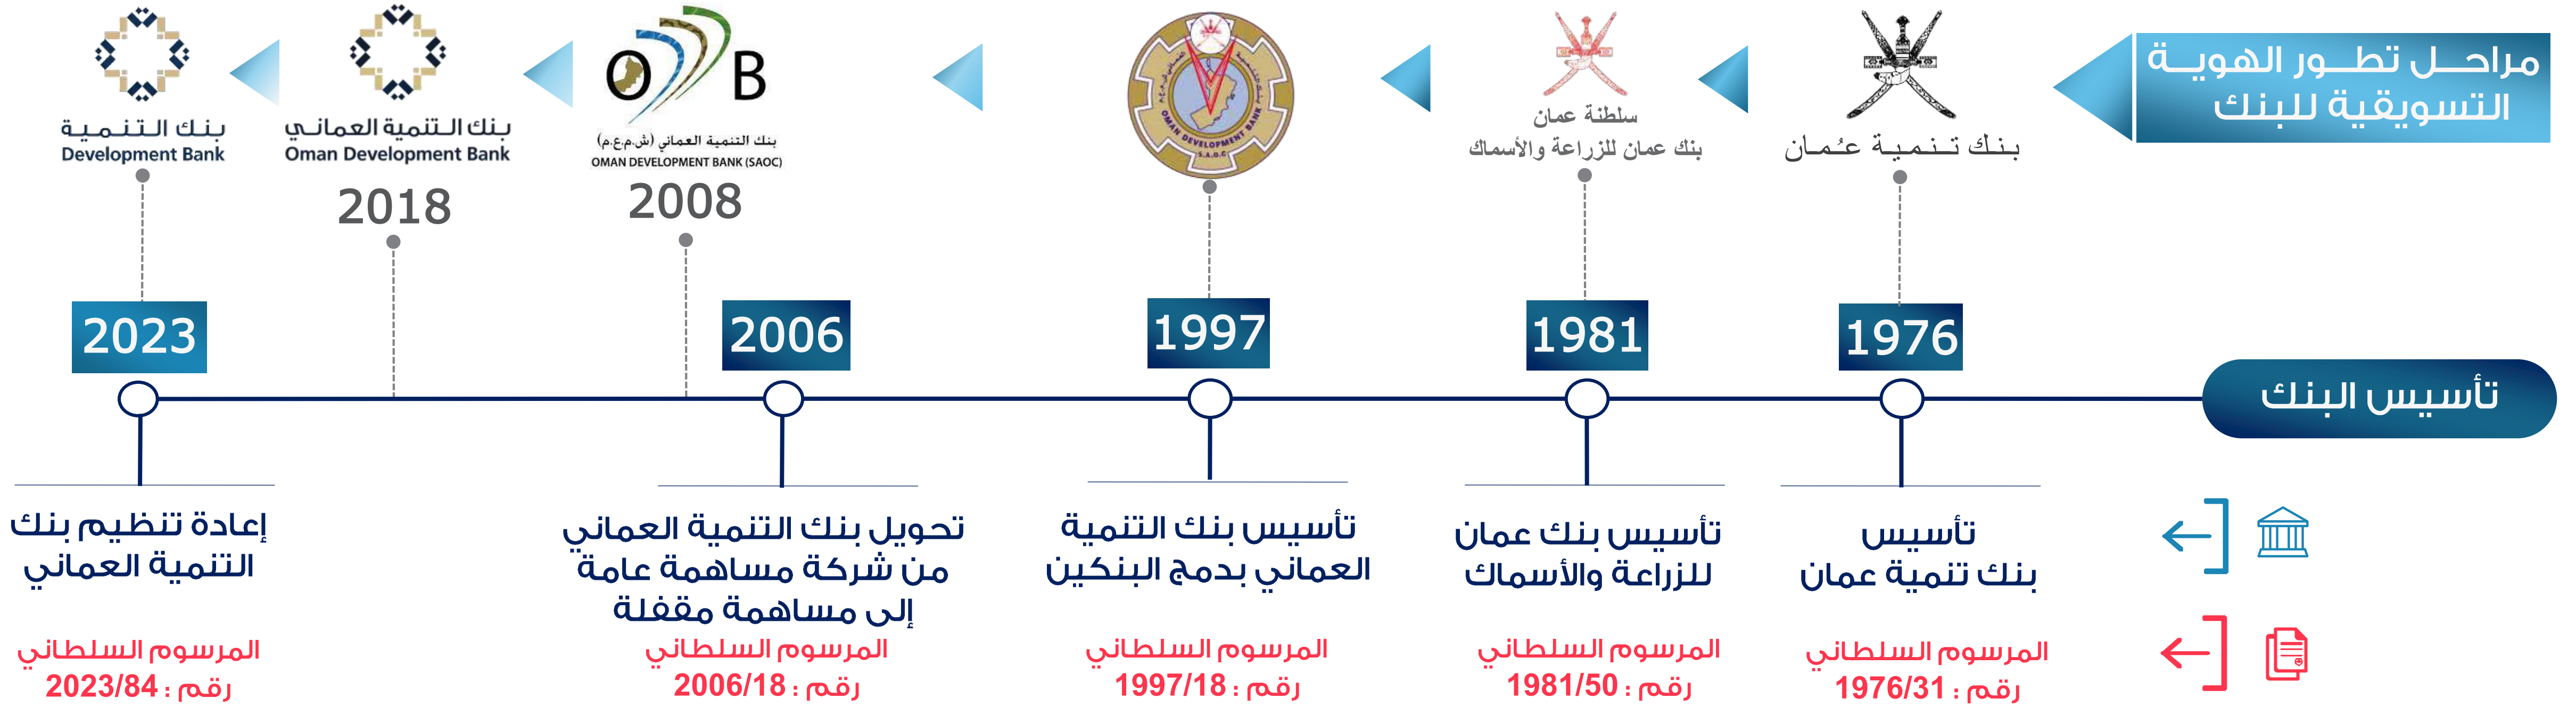 مراحل تطور الهوية
التسويقية للبنك
بنك تنمية عُمان
سلطنة عمان
بنك عمان للزراعة والأسماك
OMAN DEVELOPMENT BANK
S.A.O.C.
O B
بنك التنمية العماني (ش.م.ع.م)
OMAN DEVELOPMENT BANK (SAOC)
2008
بنك التنمية العماني
Oman Development Bank
2018
بنك التنمية
Development Bank
تأسيس البنك
1976
تأسيس
بنك تنمية عمان
المرسوم السلطاني
رقم : 1976/31
1981
تأسيس بنك عمان
للزراعة والأسماك
المرسوم السلطاني
رقم : 1981/50
1997
تأسيس بنك التنمية
العماني بدمج البنكين
المرسوم السلطاني
رقم : 1997/18
2006
تحويل بنك التنمية العماني
من شركة مساهمة عامة
إلى مساهمة مقفلة
المرسوم السلطاني
رقم : 2006/18
2023
إعادة تنظيم بنك
التنمية العماني
المرسوم السلطاني
رقم : 2023/84